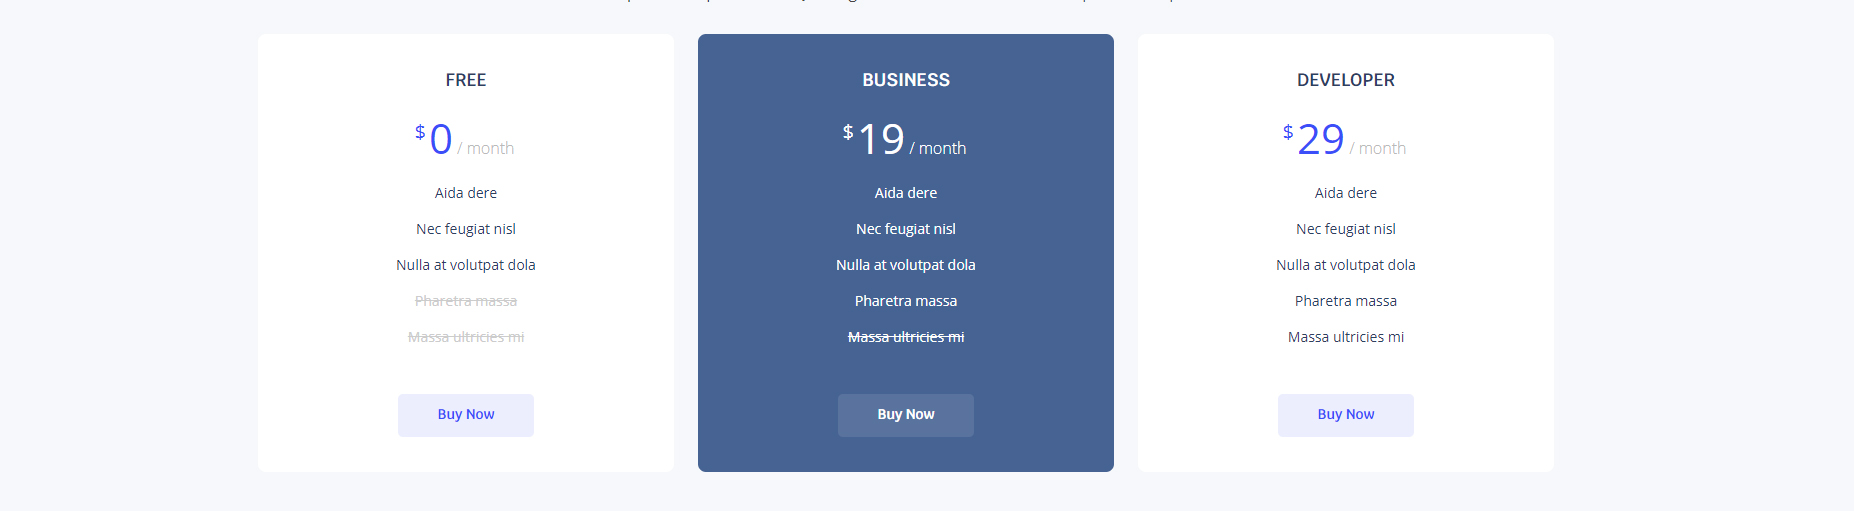 FREE
$0 / month
Aida dere
Nec feugiat nisl
Nulla at volutpat dola
Pharetra massa
Massa ultricies mi
Buy Now
BUSINESS
$19 / month
Aida dere
Nec feugiat nisl
Nulla at volutpat dola
Pharetra massa
Massa ultricies mi
Buy Now
DEVELOPER
$29 / month
Aida dere
Nec feugiat nisl
Nulla at volutpat dola
Pharetra massa
Massa ultricies mi
Buy Now